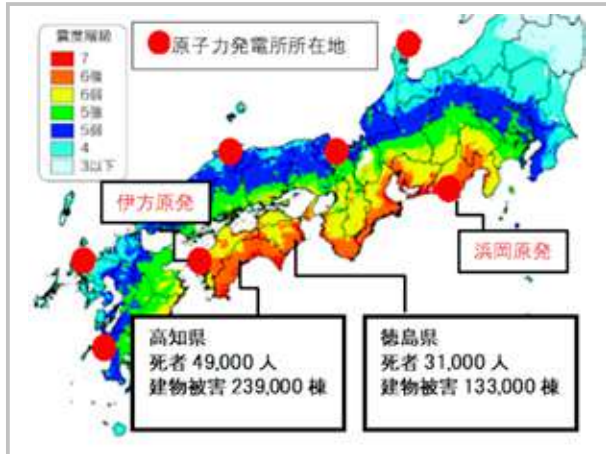 震度階級
7
6強
6弱
5強
5弱
4
3以下
原子力発電所所在地
伊方原発
浜岡原発
高知県
死者 49,000 人
建物被害 239,000 棟
徳島県
死者 31,000 人
建物被害 133,000 棟